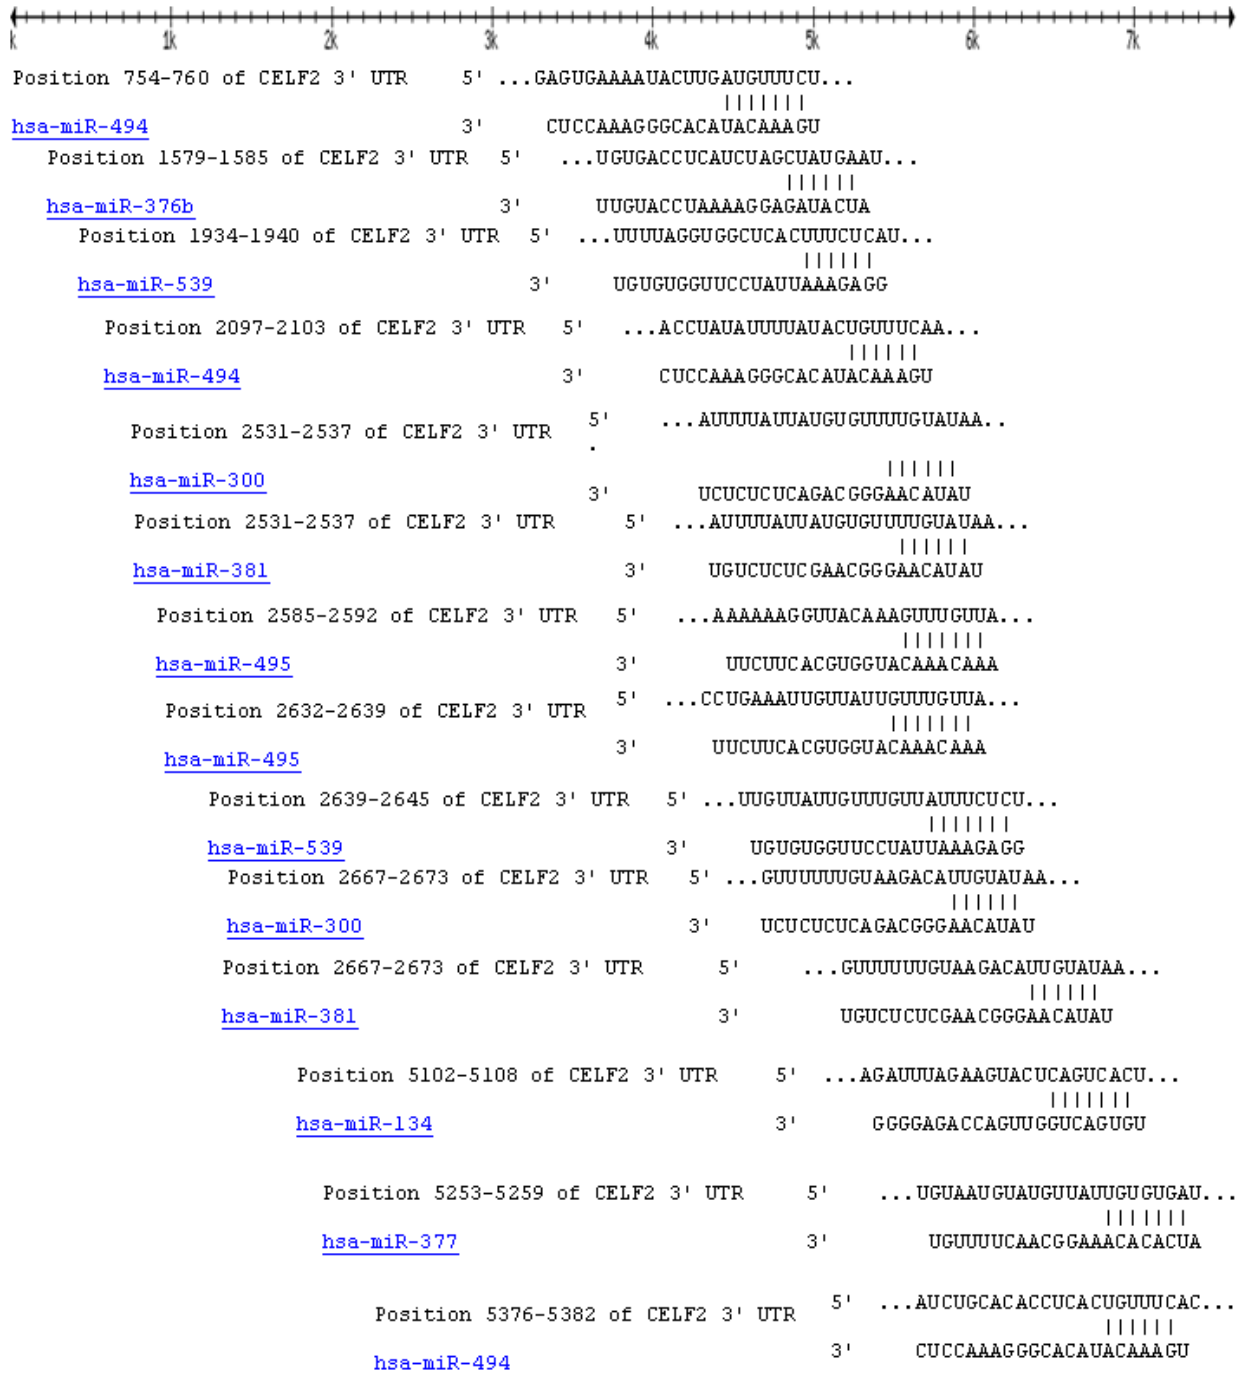 k 1k 2k 3k 4k 5k 6k 7k
Position 754-760 of CELF2 3' UTR 5' ...GAGUGAAAAUACUUGAUGUUUCU...
|||||||
hsa-miR-494 3' CUCCAAAGGGCACAUACAAAGU
Position 1579-1585 of CELF2 3' UTR 5' ...UGUGACCUCAUCUAGCUAUGAAU...
||||||
hsa-miR-376b 3' UUGUACCUAAAAGGAGAUACUA
Position 1934-1940 of CELF2 3' UTR 5' ...UUUUAGGUGGCUCACUUUCUCAU...
||||||
hsa-miR-539 3' UGUGUGGUUCCUAUUAAAGAGG
Position 2097-2103 of CELF2 3' UTR 5' ...ACCUAUAUUUUAUACUGUUUCAA...
||||||
hsa-miR-494 3' CUCCAAAGGGCACAUACAAAGU
Position 2531-2537 of CELF2 3' UTR 5' ...AUUUUAUUAUGUGUUUUGUAUAA..
.
||||||
hsa-miR-300 3' UCUCUCUCAGACGGGAACAUAU
Position 2531-2537 of CELF2 3' UTR 5' ...AUUUUAUUAUGUGUUUUGUAUAA...
||||||
hsa-miR-381 3' UGUCUCUCGAACGGGAACAUAU
Position 2585-2592 of CELF2 3' UTR 5' ...AAAAAAGGUUACAAAGUUUGUUA...
|||||||
hsa-miR-495 3' UUCUUCACGUGGUACAAACAAA
Position 2632-2639 of CELF2 3' UTR 5' ...CCUGAAAUUGUUAUUGUUUGUUA...
|||||||
hsa-miR-495 3' UUCUUCACGUGGUACAAACAAA
Position 2639-2645 of CELF2 3' UTR 5' ...UUGUUAUUGUUUGUUAUUUCUCU...
|||||||
hsa-miR-539 3' UGUGUGGUUCCUAUUAAAGAGG
Position 2667-2673 of CELF2 3' UTR 5' ...GUUUUUUGUAAGACAUUGUAUAA...
||||||
hsa-miR-300 3' UCUCUCUCAGACGGGAACAUAU
Position 2667-2673 of CELF2 3' UTR 5' ...GUUUUUUGUAAGACAUUGUAUAA...
||||||
hsa-miR-381 3' UGUCUCUCGAACGGGAACAUAU
Position 5102-5108 of CELF2 3' UTR 5' ...AGAUUUAGAAGUACUCAGUCACU...
|||||||
hsa-miR-134 3' GGGGAGACCAGUUGGUCAGUGU
Position 5253-5259 of CELF2 3' UTR 5' ...UGUAAUGUAUGUUAUUGUGUGAU...
|||||||
hsa-miR-377 3' UGUUUUCAACGGAAACACACUA
Position 5376-5382 of CELF2 3' UTR 5' ...AUCUGCACACCUCACUGUUUCAC...
||||||
hsa-miR-494 3' CUCCAAAGGGCACAUACAAAGU